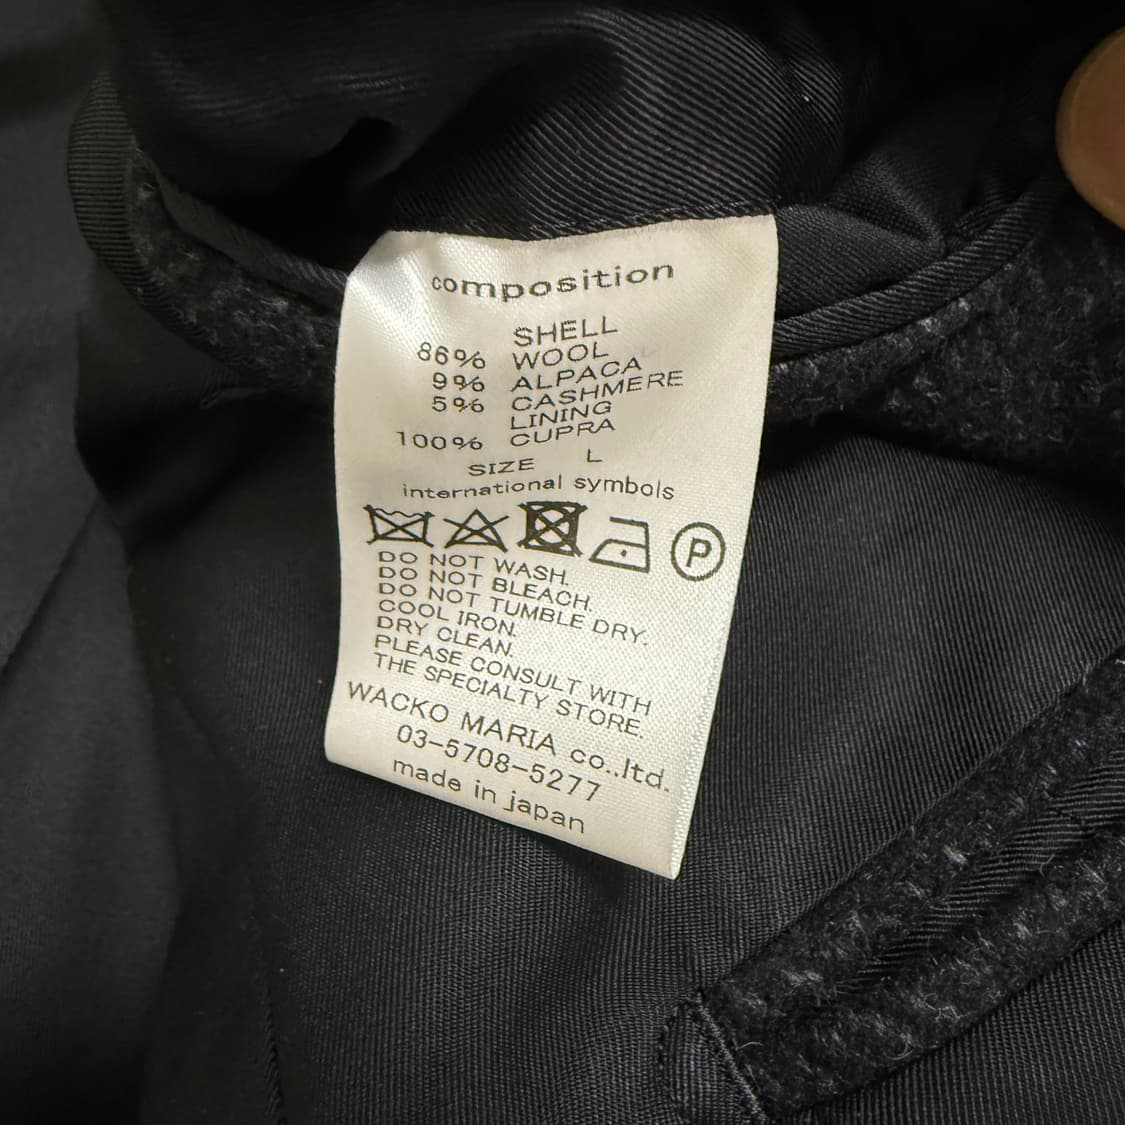 composition
SHELL
86% WOOL
9% ALPACA
5% CASHMERE
LINING
100% CUPRA
SIZE L
international symbols
P
DO NOT WASH.
DO NOT BLEACH.
DO NOT TUMBLE DRY.
COOL IRON.
DRY CLEAN.
PLEASE CONSULT WITH
THE SPECIALTY STORE.
WACKO MARIA co.,ltd.
03-5708-5277
made in japan